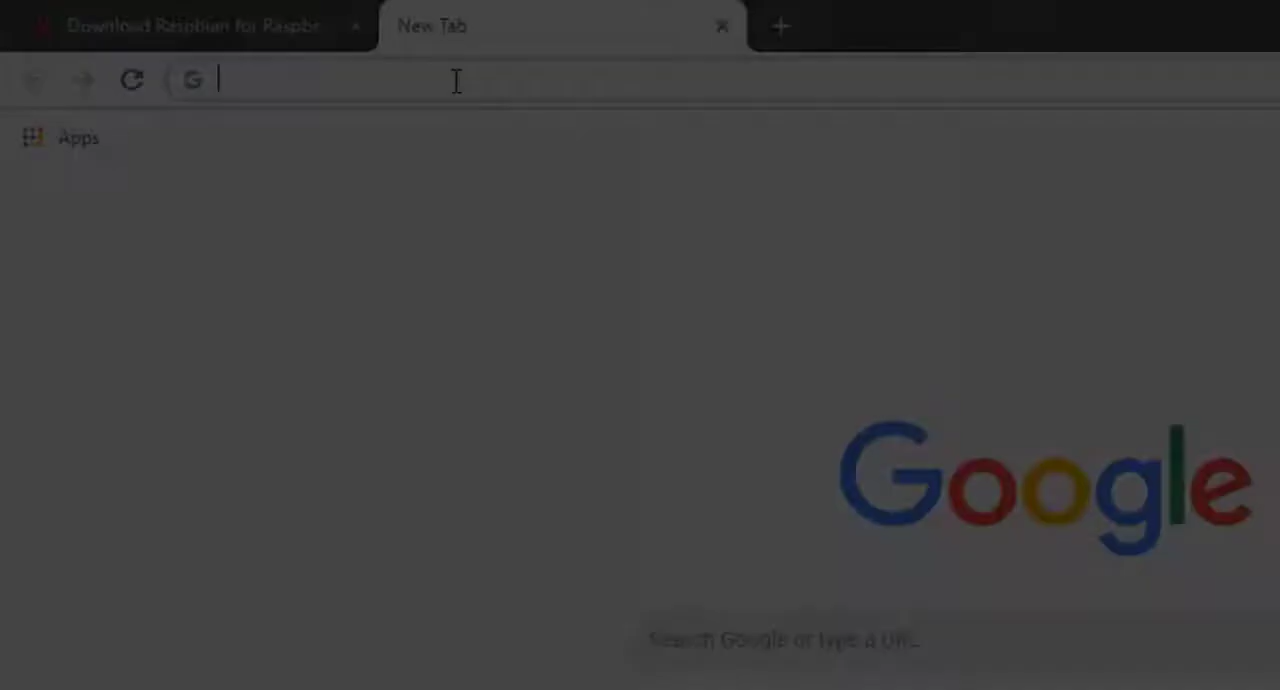 Download Raspbian for Raspbe
New Tab
Apps
Google
Search Google or type a URL